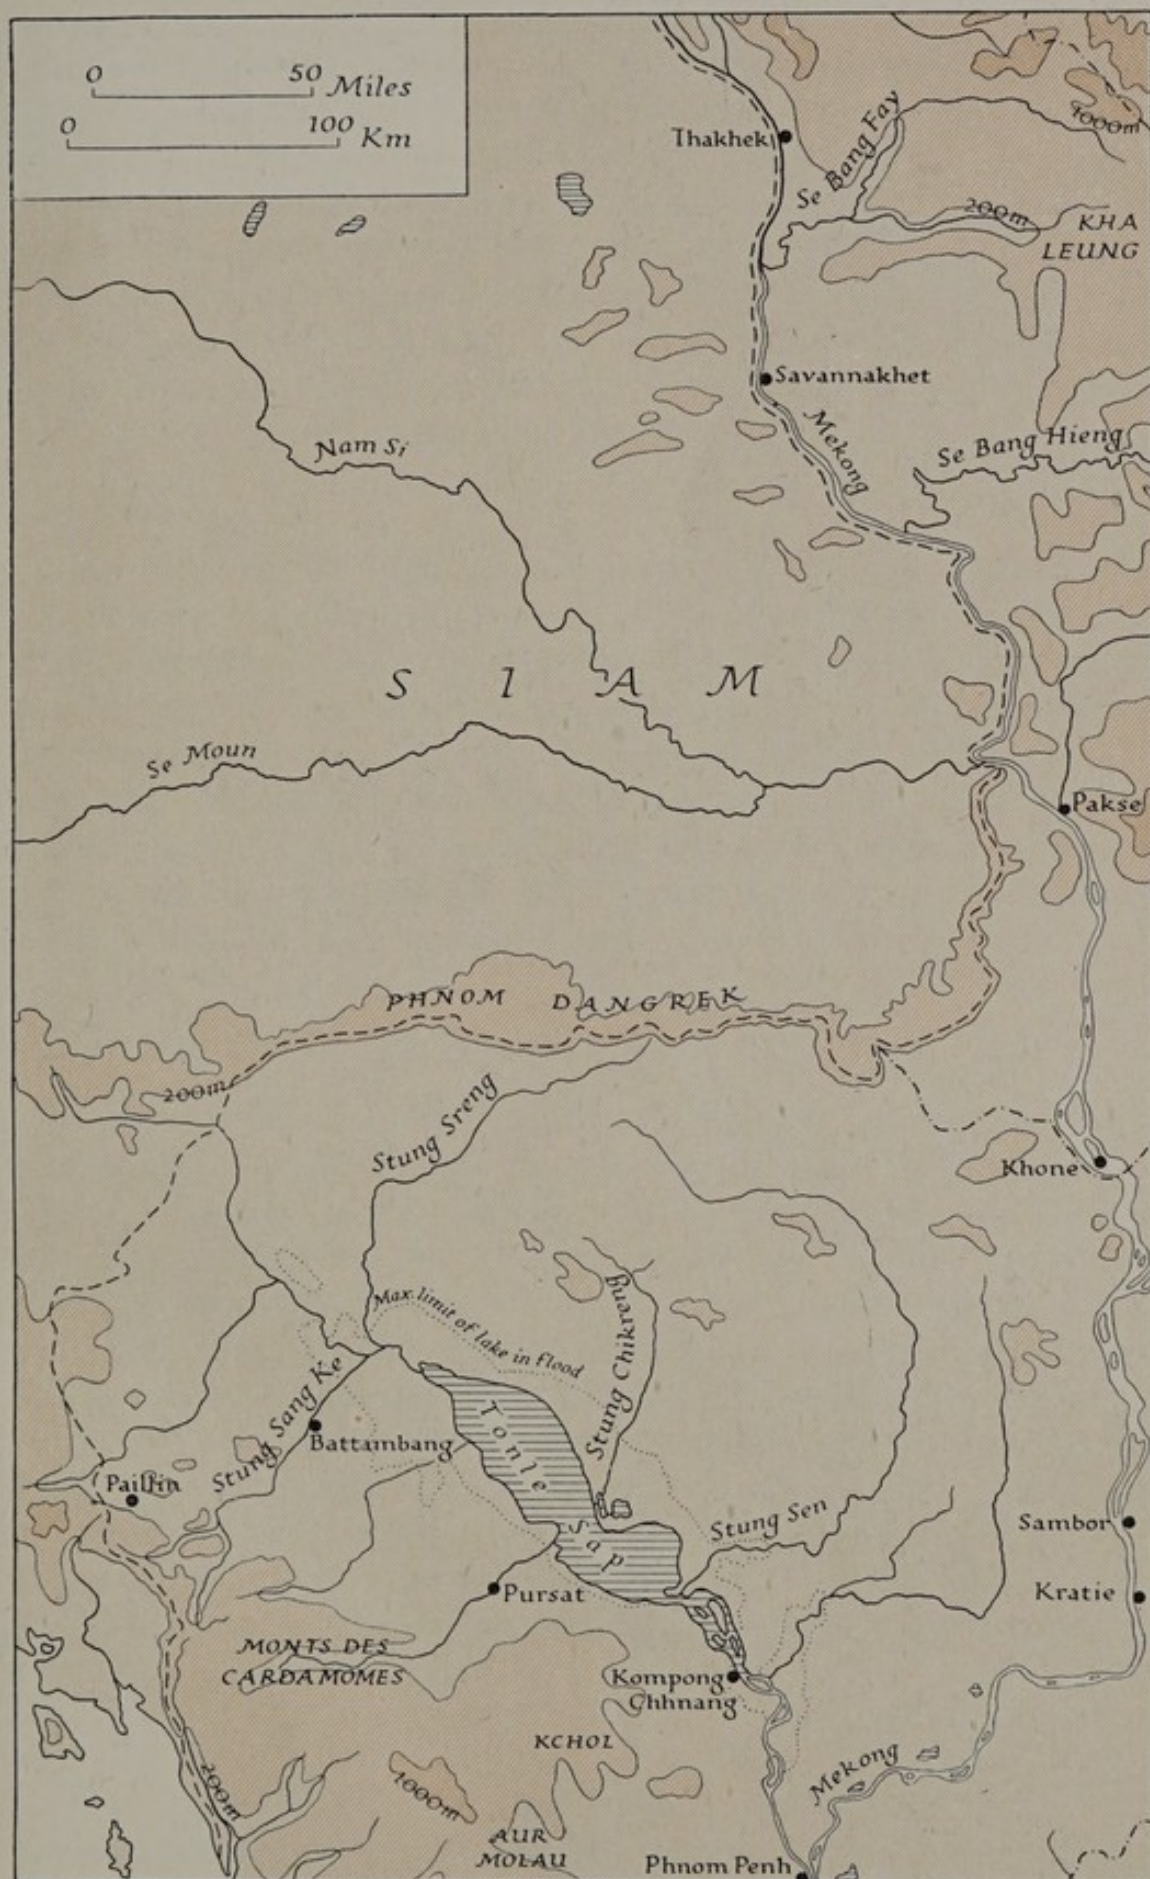 0 50 Miles
0 100 Km
Thakhek
Se Bang Fay
1000m
200m
KHA
LEUNG
Savannakhet
Mekong
Se Bang Hieng
Nam Si
SIAM
Se Moun
Pakse
PHNOM DANGREK
200m
Stung Sreng
Khone
Max. limit of lake in flood
Stung Chikreng
Stung Sang Ke
Battambang
Tonle Sap
Pailin
Stung Sen
Sambor
Pursat
Kratie
MONTS DES
CARDAMOMES
Kompong
Chhnang
KCHOL
Mekong
200m
1000m
AUR
MOLAU
Phnom Penh